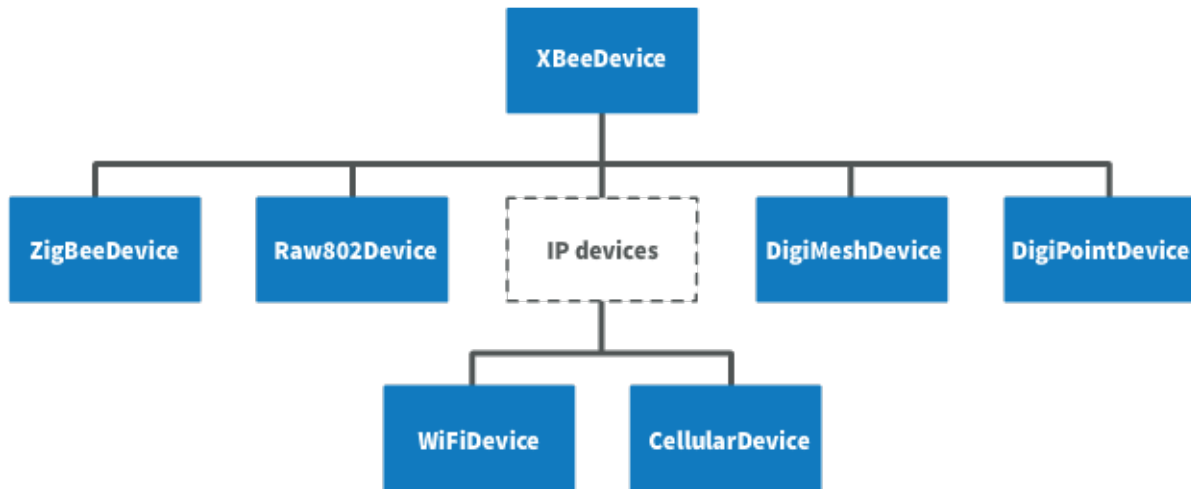 XBeeDevice
ZigBeeDevice
Raw802Device
IP devices
DigiMeshDevice
DigiPointDevice
WiFiDevice
CellularDevice